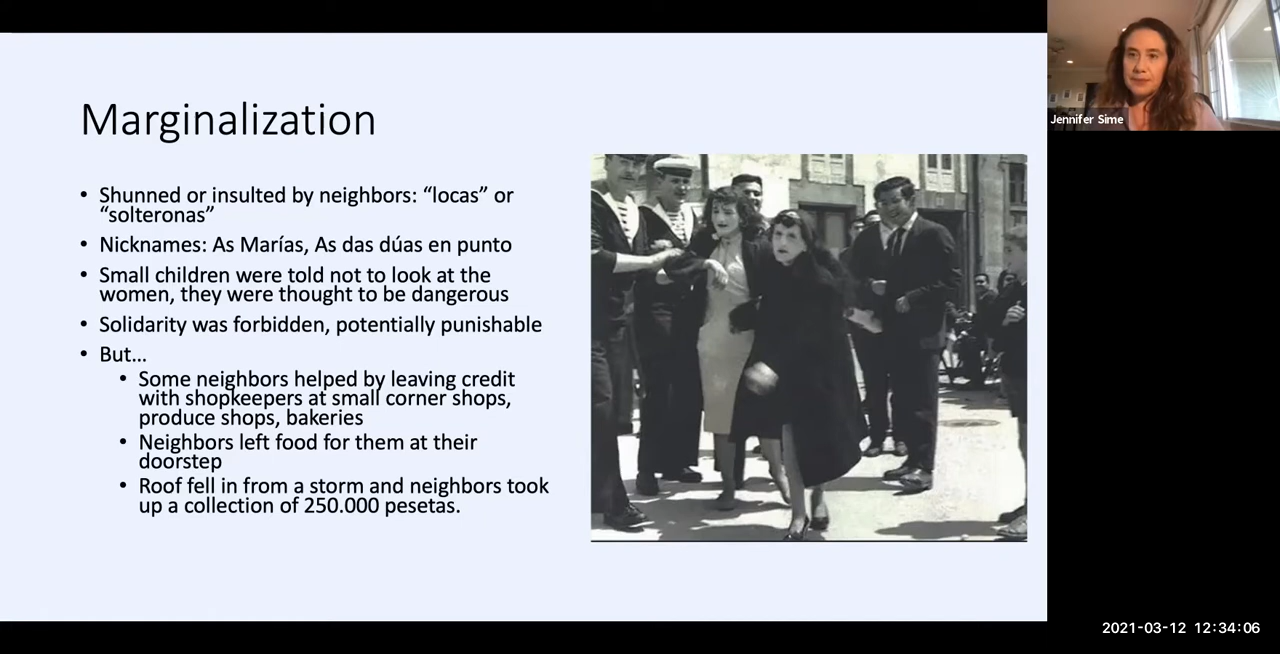 Marginalization
• Shunned or insulted by neighbors: “locas” or
“solteronas”
• Nicknames: As Marías, As das dúas en punto
• Small children were told not to look at the
women, they were thought to be dangerous
• Solidarity was forbidden, potentially punishable
• But…
• Some neighbors helped by leaving credit
with shopkeepers at small corner shops,
produce shops, bakeries
• Neighbors left food for them at their
doorstep
• Roof fell in from a storm and neighbors took
up a collection of 250.000 pesetas.
Jennifer Sime
2021-03-12 12:34:06